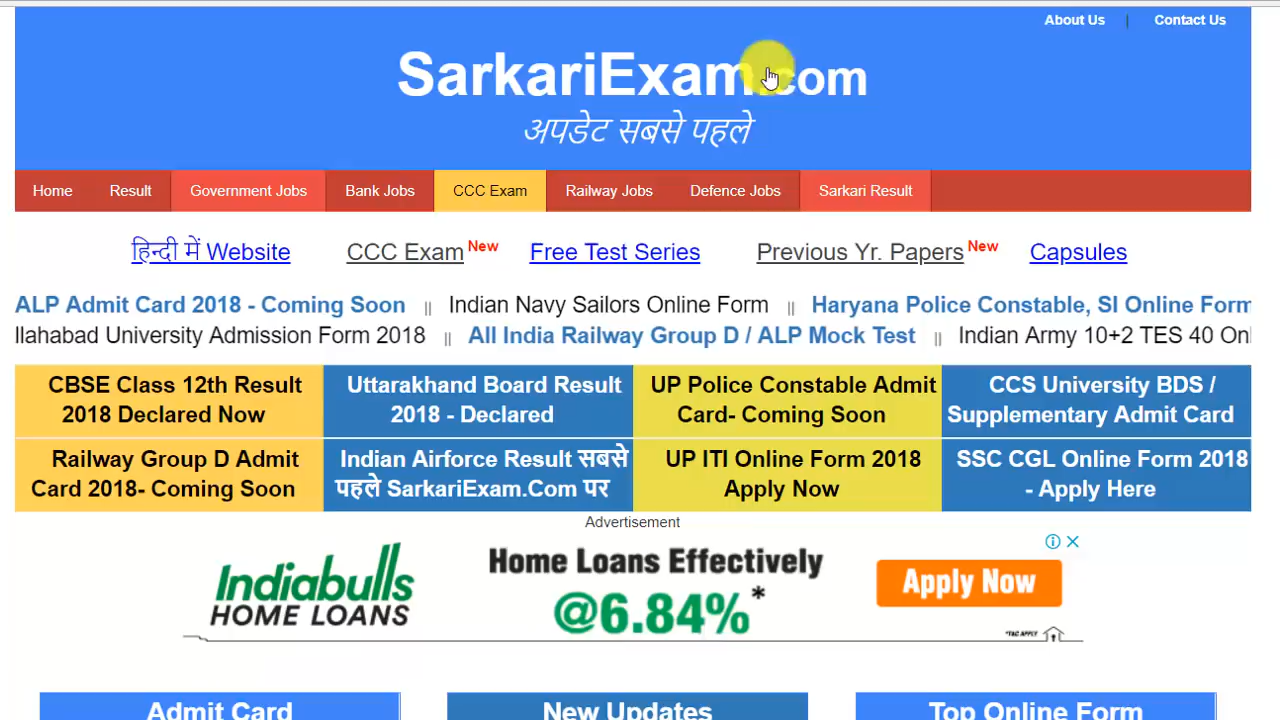 About Us | Contact Us
SarkariExam.com
अपडेट सबसे पहले
Home Result Government Jobs Bank Jobs CCC Exam Railway Jobs Defence Jobs Sarkari Result
हिन्दी में Website CCC Exam New Free Test Series Previous Yr. Papers New Capsules
ALP Admit Card 2018 - Coming Soon || Indian Navy Sailors Online Form || Haryana Police Constable, SI Online Form
llahabad University Admission Form 2018 || All India Railway Group D / ALP Mock Test || Indian Army 10+2 TES 40 Onl
CBSE Class 12th Result
2018 Declared Now
Uttarakhand Board Result
2018 - Declared
UP Police Constable Admit
Card- Coming Soon
CCS University BDS /
Supplementary Admit Card
Railway Group D Admit
Card 2018- Coming Soon
Indian Airforce Result सबसे
पहले SarkariExam.Com पर
UP ITI Online Form 2018
Apply Now
SSC CGL Online Form 2018
- Apply Here
Advertisement
Indiabulls
HOME LOANS
Home Loans Effectively
@6.84%*
Apply Now
*T&C APPLY
Admit Card New Updates Top Online Form